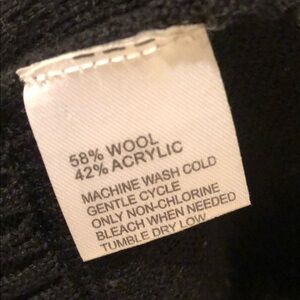 58% WOOL
42% ACRYLIC
MACHINE WASH COLD
GENTLE CYCLE
ONLY NON-CHLORINE
BLEACH WHEN NEEDED
TUMBLE DRY LOW